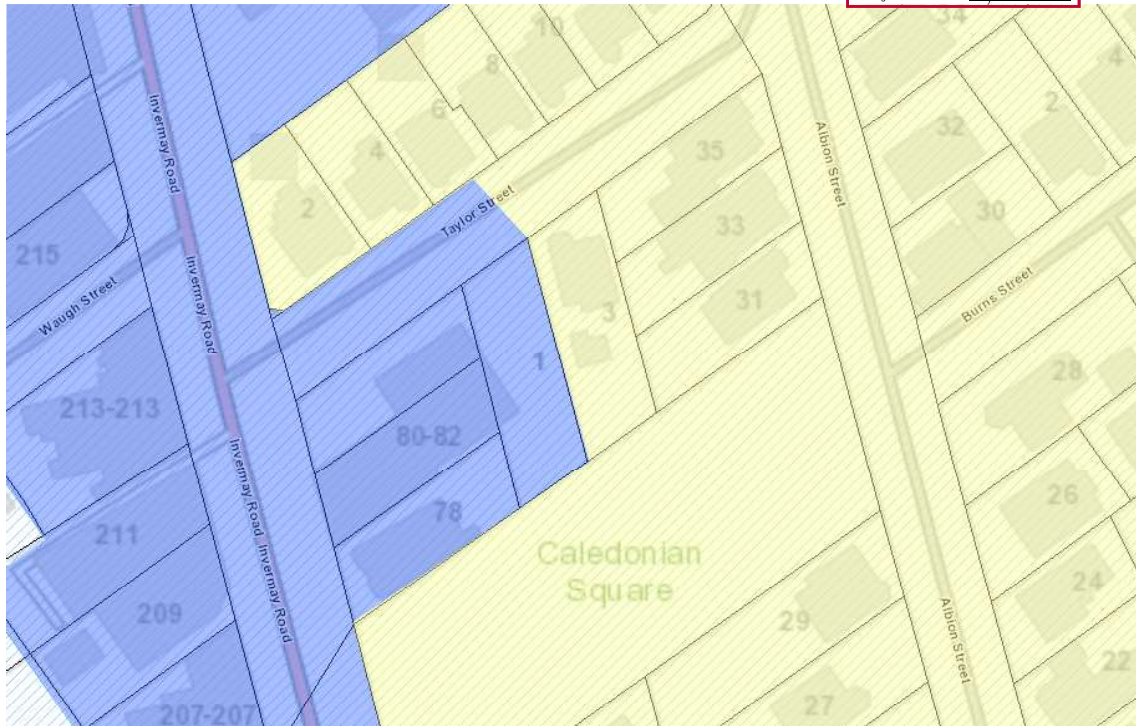 34
10
8
4
6
2
32
35
4
2
30
33
215
31
3
1
28
213-213
80-82
26
78
211
Caledonian
Square
24
209
29
22
27
207-207
Invermay Road
Invermay Road
Invermay Road
Invermay Road
Waugh Street
Taylor Street
Albion Street
Albion Street
Burns Street